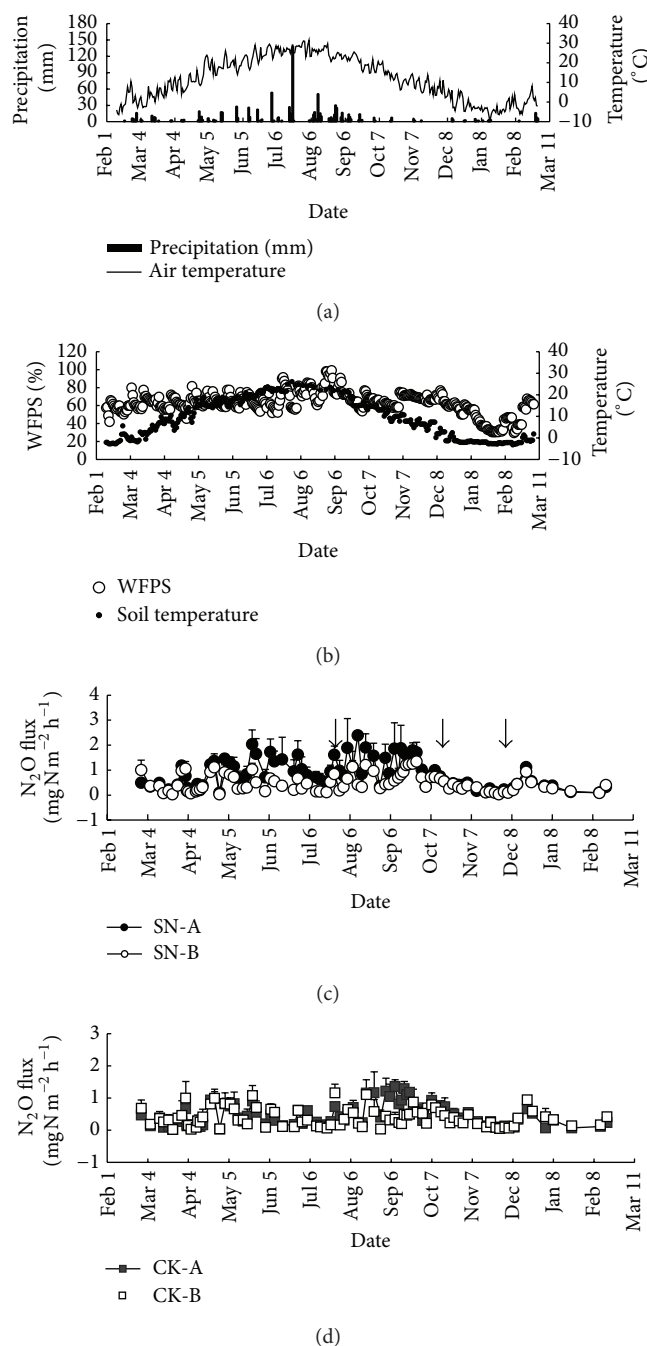 Precipitation
(mm)
180
150
120
90
60
30
0
40
30
20
10
0
−10
Temperature
(°C)
Feb 1
Mar 4
Apr 4
May 5
Jun 5
Jul 6
Aug 6
Sep 6
Oct 7
Nov 7
Dec 8
Jan 8
Feb 8
Mar 11
Date
Precipitation (mm)
Air temperature
(a)
WFPS (%)
120
100
80
60
40
20
0
40
30
20
10
0
−10
Temperature
(°C)
Feb 1
Mar 4
Apr 4
May 5
Jun 5
Jul 6
Aug 6
Sep 6
Oct 7
Nov 7
Dec 8
Jan 8
Feb 8
Mar 11
Date
WFPS
Soil temperature
(b)
N₂O flux
(mg N m⁻² h⁻¹)
4
3
2
1
0
−1
Feb 1
Mar 4
Apr 4
May 5
Jun 5
Jul 6
Aug 6
Sep 6
Oct 7
Nov 7
Dec 8
Jan 8
Feb 8
Mar 11
Date
SN-A
SN-B
(c)
N₂O flux
(mg N m⁻² h⁻¹)
3
2
1
0
−1
Feb 1
Mar 4
Apr 4
May 5
Jun 5
Jul 6
Aug 6
Sep 6
Oct 7
Nov 7
Dec 8
Jan 8
Feb 8
Mar 11
Date
CK-A
CK-B
(d)